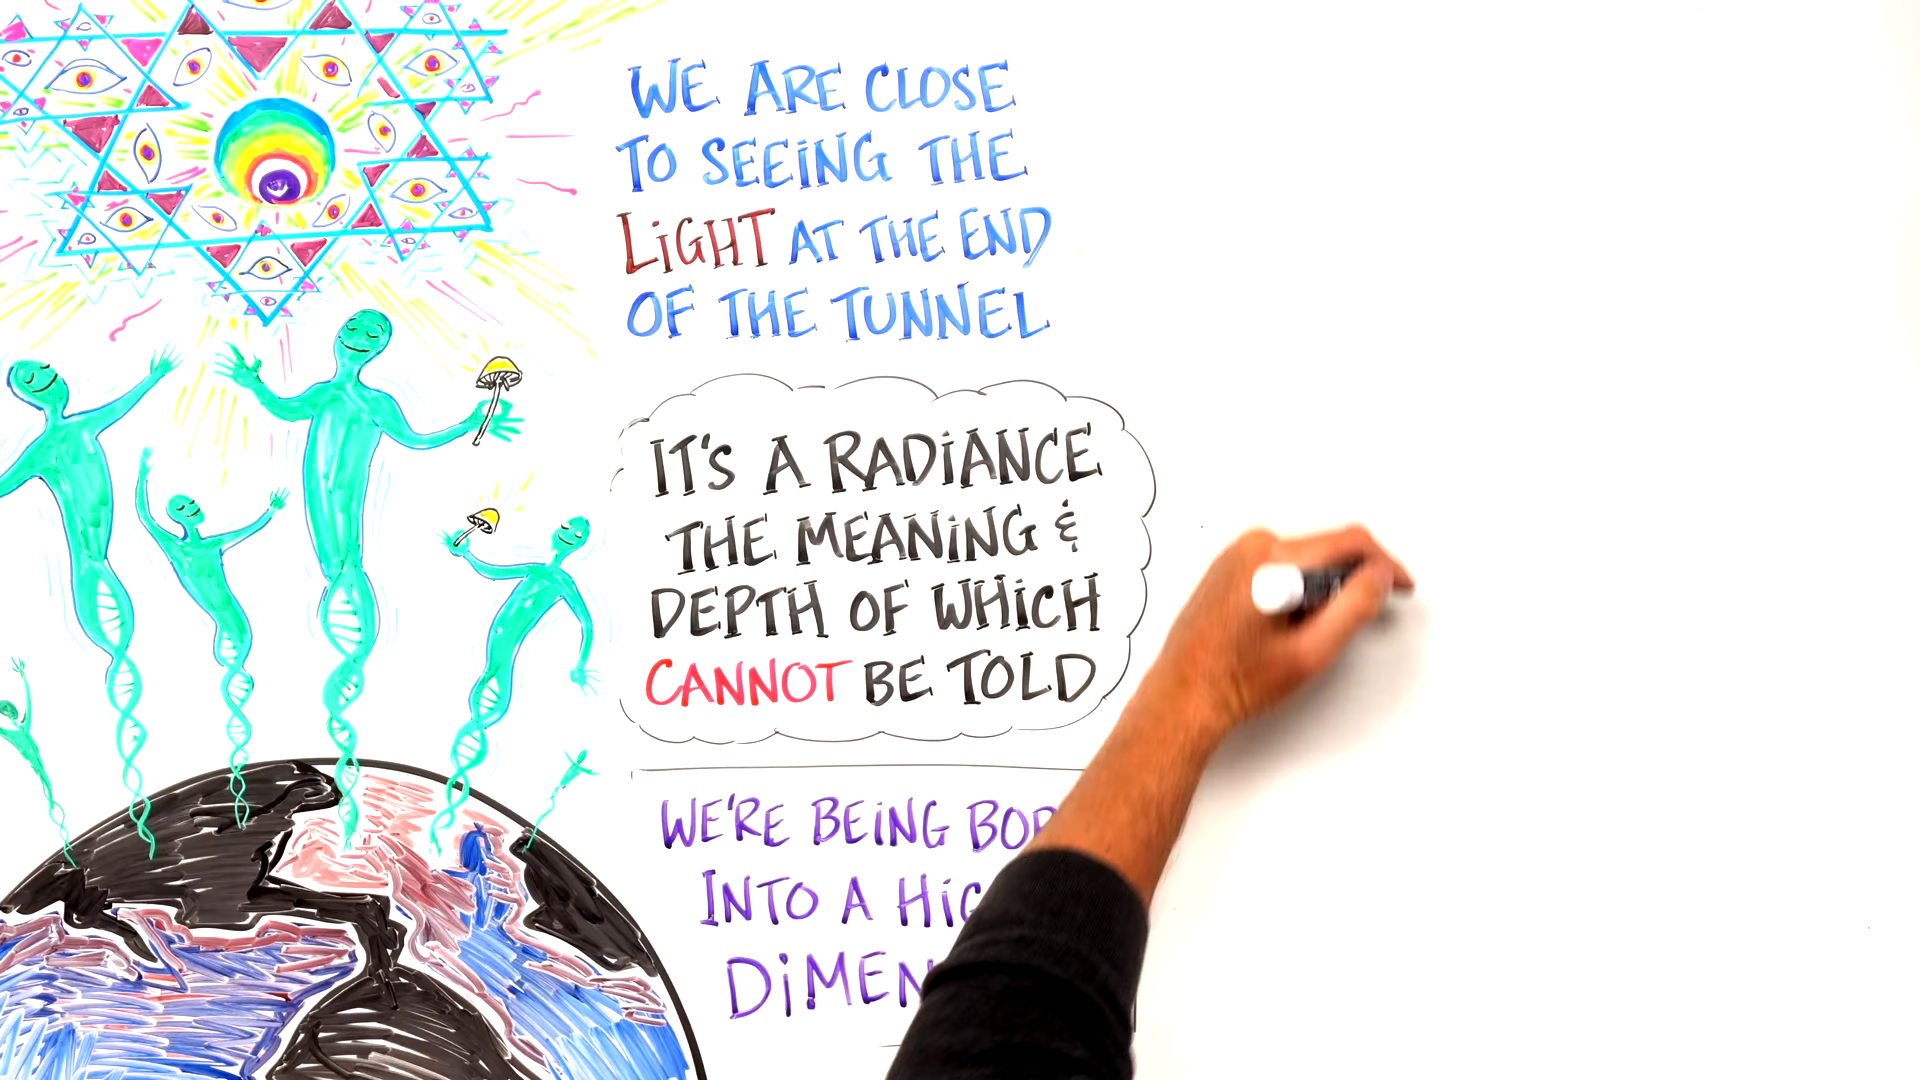 WE ARE CLOSE
TO SEEING THE
LIGHT AT THE END
OF THE TUNNEL
IT'S A RADIANCE
THE MEANING &
DEPTH OF WHICH
CANNOT BE TOLD
WE'RE BEING
INTO A